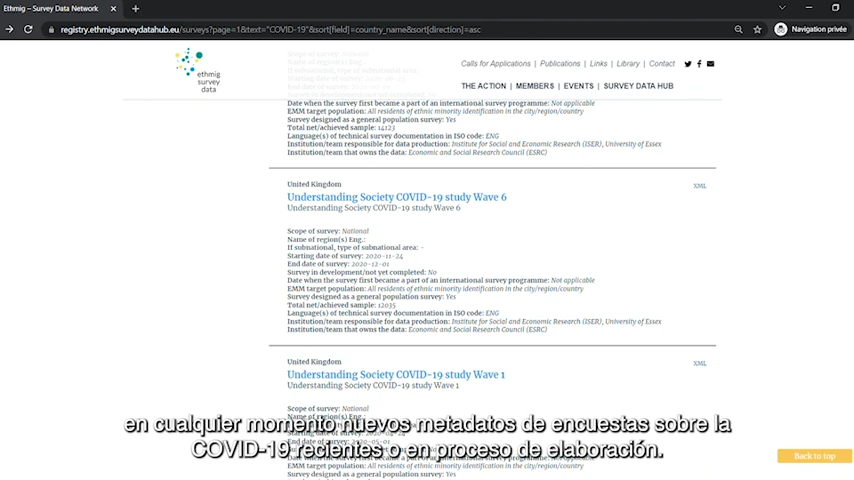 Ethmig – Survey Data Network
registry.ethmigsurveydatahub.eu/surveys?page=1&text="COVID-19"&sort[field]=country_name&sort[direction]=asc
Navigation privée
ethmig
survey
data
Calls for Applications | Publications | Links | Library | Contact
THE ACTION | MEMBERS | EVENTS | SURVEY DATA HUB
Date when the survey first became a part of an international survey programme: Not applicable
EMM target population: All residents of ethnic minority identification in the city/region/country
Survey designed as a general population survey: Yes
Total net/achieved sample: 14123
Language(s) of technical survey documentation in ISO code: ENG
Institution/team responsible for data production: Institute for Social and Economic Research (ISER), University of Essex
Institution/team that owns the data: Economic and Social Research Council (ESRC)
United Kingdom
XML
Understanding Society COVID-19 study Wave 6
Understanding Society COVID-19 study Wave 6
Scope of survey: National
Name of region(s) Eng.:
If subnational, type of subnational area: -
Starting date of survey: 2020-11-24
End date of survey: 2020-12-01
Survey in development/not yet completed: No
Date when the survey first became a part of an international survey programme: Not applicable
EMM target population: All residents of ethnic minority identification in the city/region/country
Survey designed as a general population survey: Yes
Total net/achieved sample: 12035
Language(s) of technical survey documentation in ISO code: ENG
Institution/team responsible for data production: Institute for Social and Economic Research (ISER), University of Essex
Institution/team that owns the data: Economic and Social Research Council (ESRC)
United Kingdom
XML
Understanding Society COVID-19 study Wave 1
Understanding Society COVID-19 study Wave 1
Scope of survey: National
en cualquier momento nuevos metadatos de encuestas sobre la
COVID-19 recientes o en proceso de elaboración.
Back to top
EMM target population: All residents of ethnic minority identification in the city/region/country
Survey designed as a general population survey: Yes